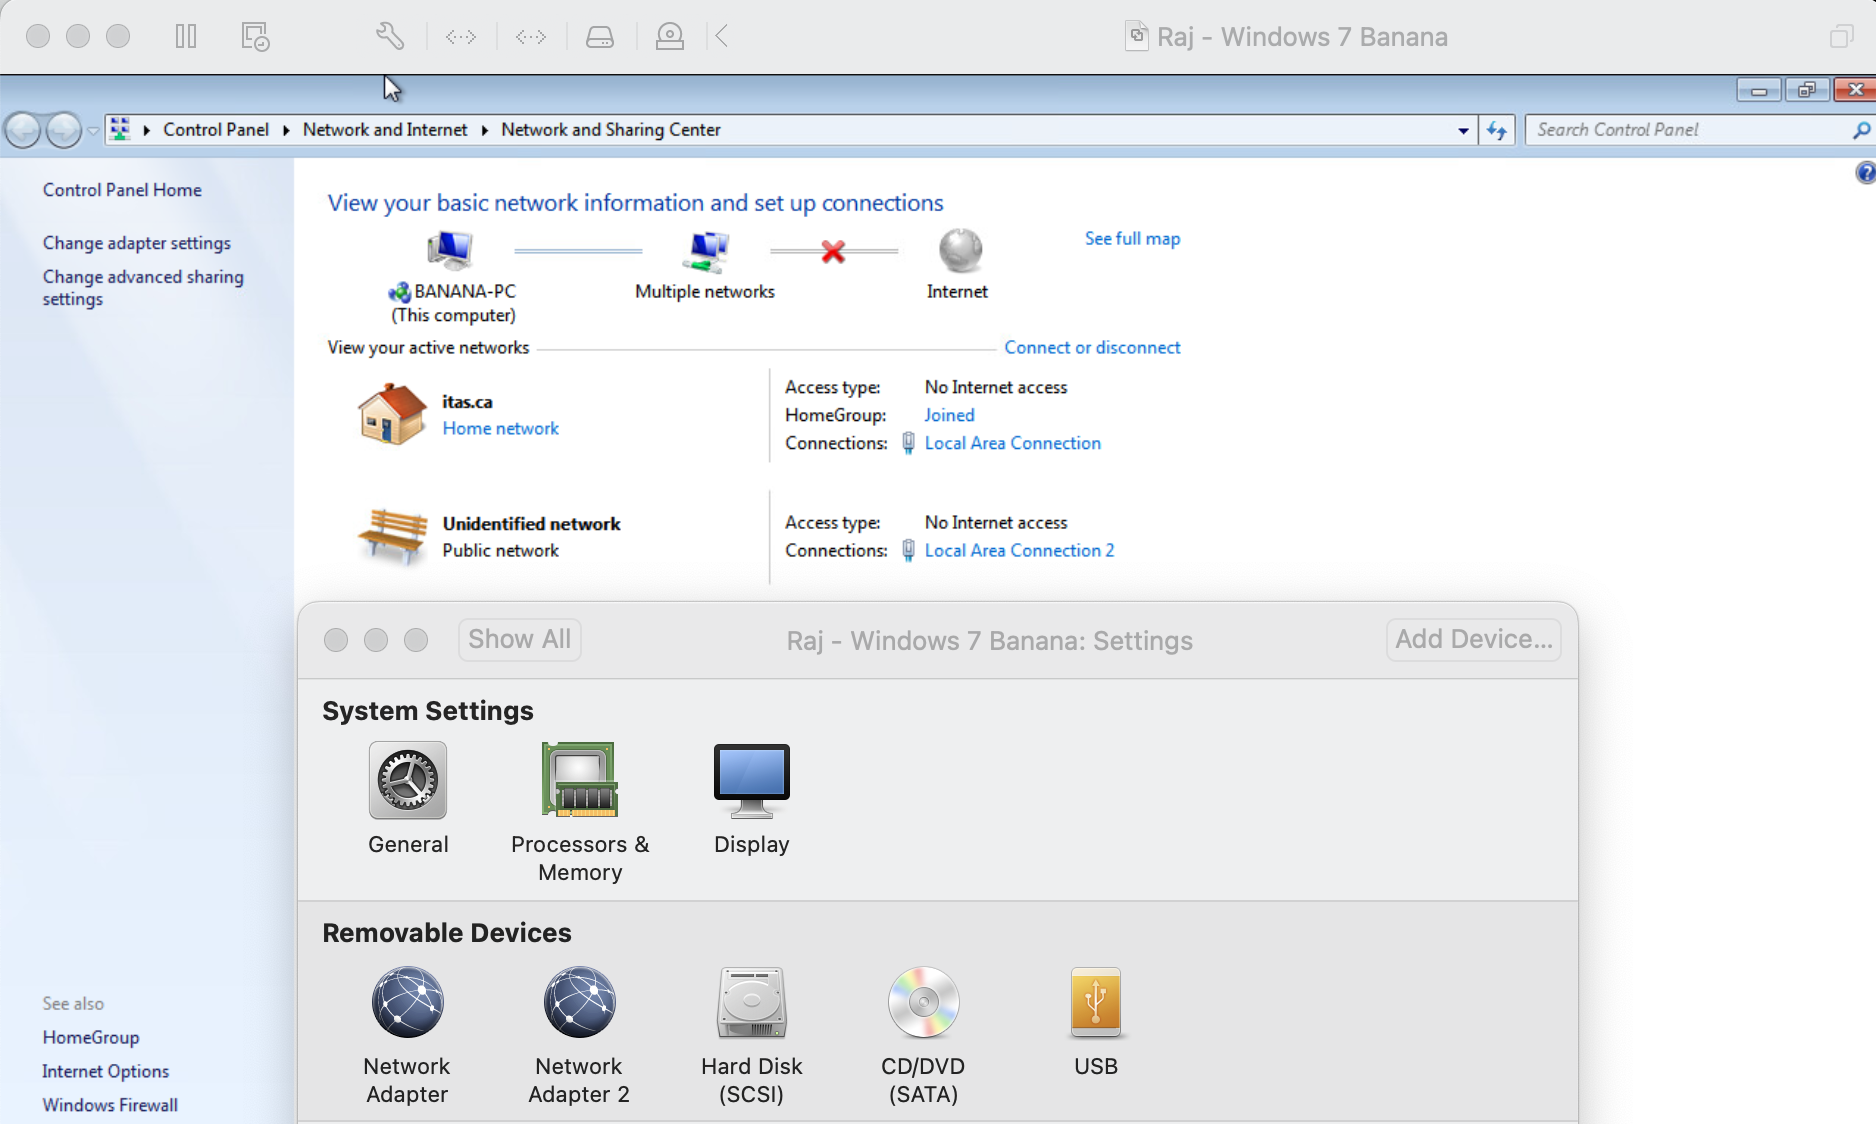 Raj - Windows 7 Banana
Control Panel
Network and Internet
Network and Sharing Center
Search Control Panel
Control Panel Home
Change adapter settings
Change advanced sharing
settings
View your basic network information and set up connections
See full map
BANANA-PC
(This computer)
Multiple networks
Internet
View your active networks
Connect or disconnect
itas.ca
Home network
Access type: No Internet access
HomeGroup: Joined
Connections: Local Area Connection
Unidentified network
Public network
Access type: No Internet access
Connections: Local Area Connection 2
See also
HomeGroup
Internet Options
Windows Firewall
Show All
Raj - Windows 7 Banana: Settings
Add Device...
System Settings
General
Processors &
Memory
Display
Removable Devices
Network
Adapter
Network
Adapter 2
Hard Disk
(SCSI)
CD/DVD
(SATA)
USB